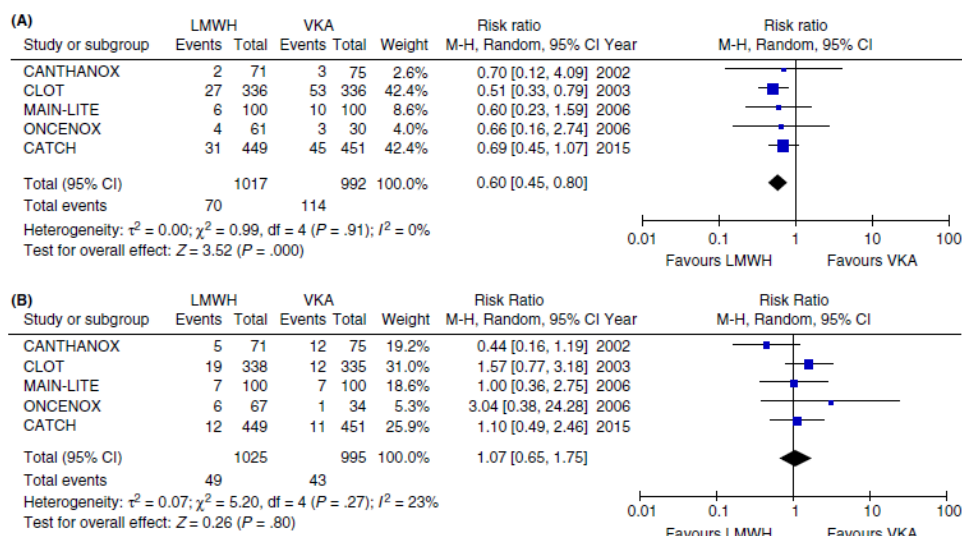 (A)
LMWH VKA Risk ratio Risk ratio
Study or subgroup Events Total Events Total Weight M-H, Random, 95% CI Year M-H, Random, 95% CI
CANTHANOX 2 71 3 75 2.6% 0.70 [0.12, 4.09] 2002
CLOT 27 336 53 336 42.4% 0.51 [0.33, 0.79] 2003
MAIN-LITE 6 100 10 100 8.6% 0.60 [0.23, 1.59] 2006
ONCENOX 4 61 3 30 4.0% 0.66 [0.16, 2.74] 2006
CATCH 31 449 45 451 42.4% 0.69 [0.45, 1.07] 2015
Total (95% CI) 1017 992 100.0% 0.60 [0.45, 0.80]
Total events 70 114
Heterogeneity: τ² = 0.00; χ² = 0.99, df = 4 (P = .91); I² = 0%
Test for overall effect: Z = 3.52 (P = .000)
0.01 0.1 1 10 100
Favours LMWH Favours VKA
(B)
LMWH VKA Risk Ratio Risk Ratio
Study or subgroup Events Total Events Total Weight M-H, Random, 95% CI Year M-H, Random, 95% CI
CANTHANOX 5 71 12 75 19.2% 0.44 [0.16, 1.19] 2002
CLOT 19 338 12 335 31.0% 1.57 [0.77, 3.18] 2003
MAIN-LITE 7 100 7 100 18.6% 1.00 [0.36, 2.75] 2006
ONCENOX 6 67 1 34 5.3% 3.04 [0.38, 24.28] 2006
CATCH 12 449 11 451 25.9% 1.10 [0.49, 2.46] 2015
Total (95% CI) 1025 995 100.0% 1.07 [0.65, 1.75]
Total events 49 43
Heterogeneity: τ² = 0.07; χ² = 5.20, df = 4 (P = .27); I² = 23%
Test for overall effect: Z = 0.26 (P = .80)
0.01 0.1 1 10 100
Favours LMWH Favours VKA